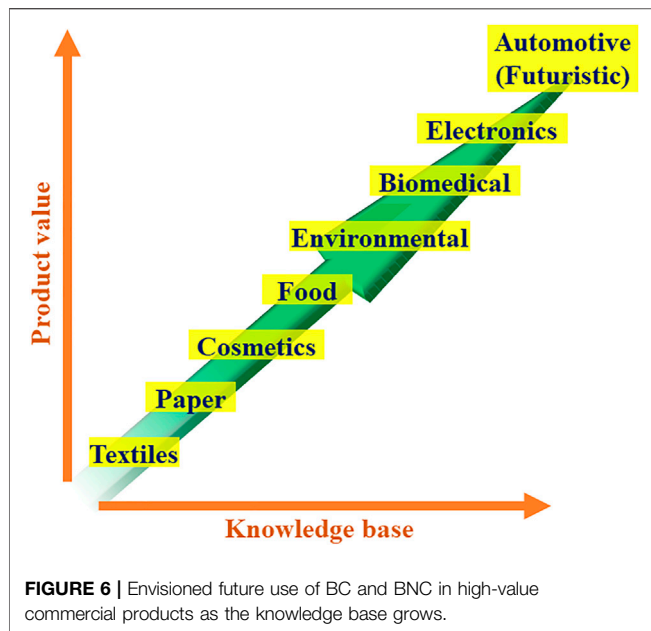 Automotive
(Futuristic)
Electronics
Biomedical
Environmental
Food
Cosmetics
Paper
Textiles
Product value
Knowledge base
FIGURE 6 | Envisioned future use of BC and BNC in high-value
commercial products as the knowledge base grows.